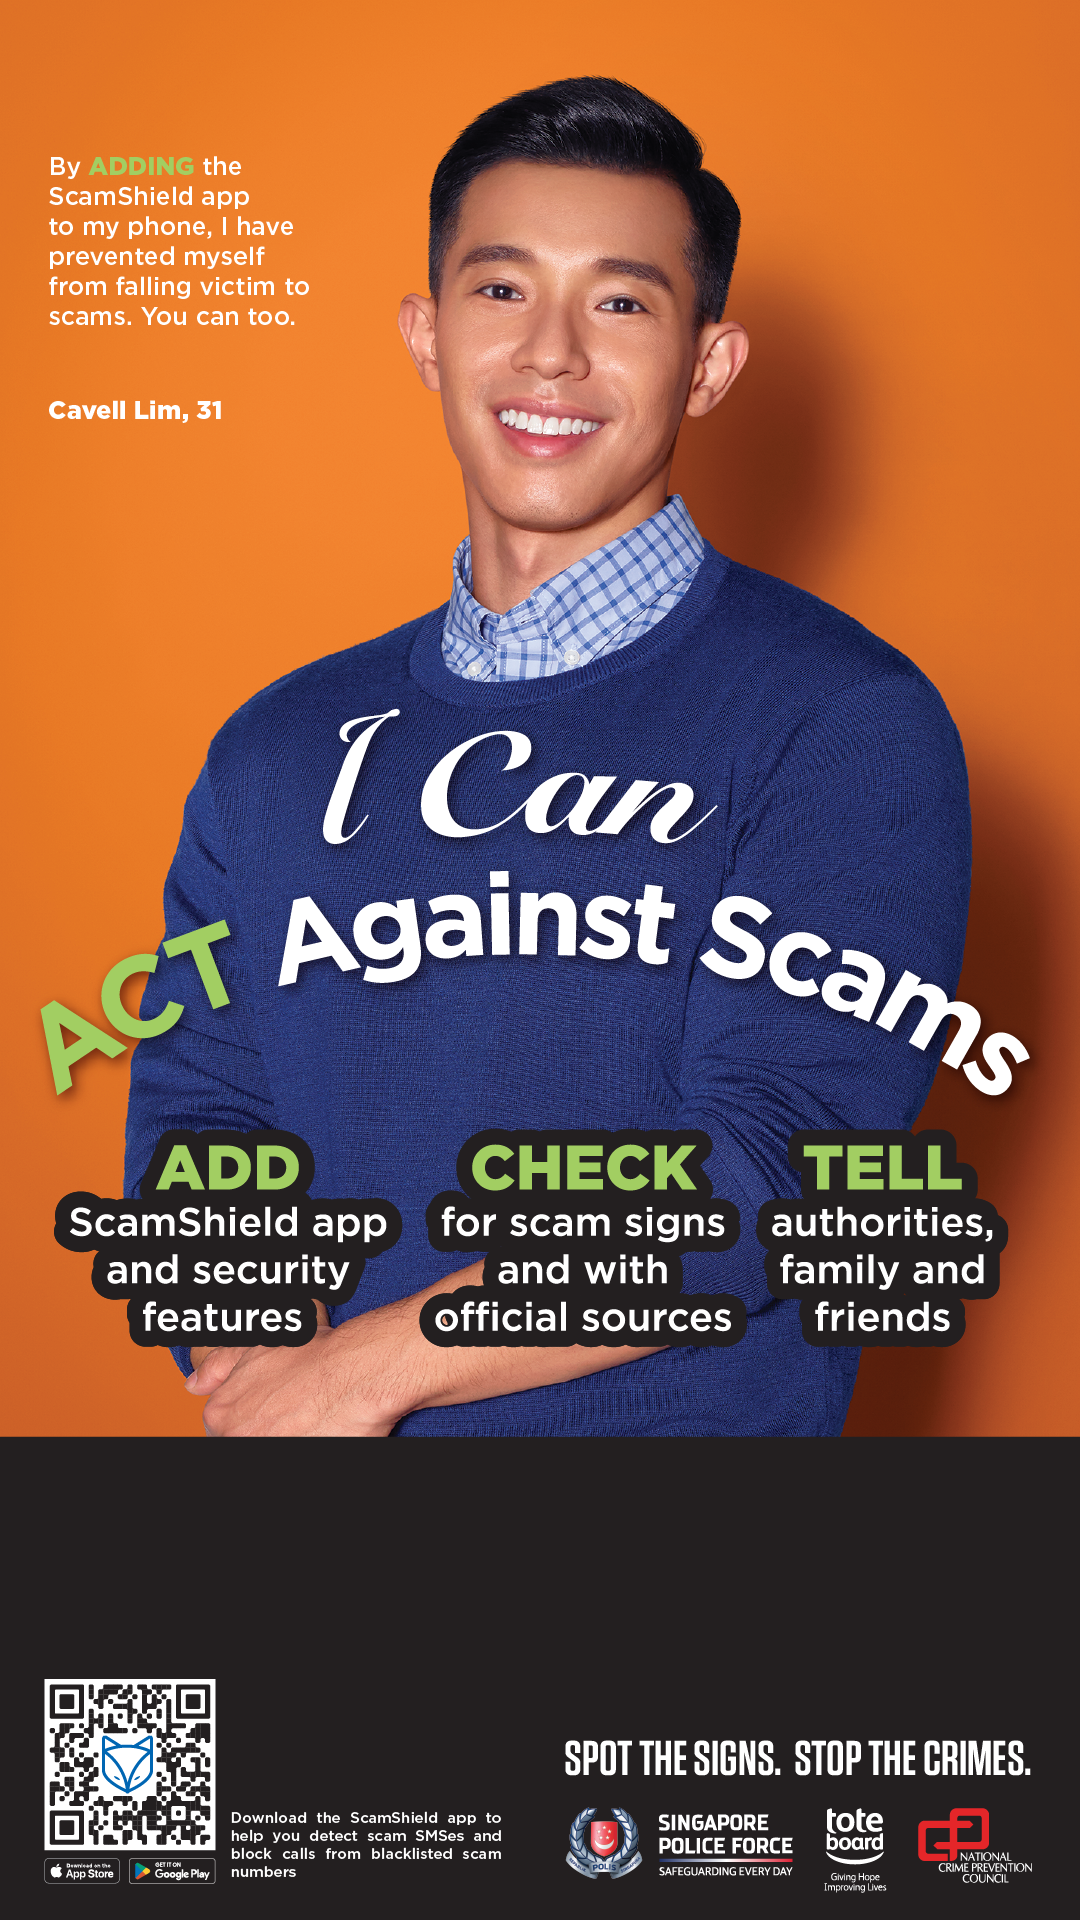 By ADDING the
ScamShield app
to my phone, I have
prevented myself
from falling victim to
scams. You can too.
Cavell Lim, 31
I Can
ACT Against Scams
ADD
ScamShield app
and security
features
CHECK
for scam signs
and with
official sources
TELL
authorities,
family and
friends
Download the ScamShield app to
help you detect scam SMSes and
block calls from blacklisted scam
numbers
Download on the
App Store
GET IT ON
Google Play
SPOT THE SIGNS. STOP THE CRIMES.
POLIS
SINGAPORE
POLICE FORCE
SAFEGUARDING EVERY DAY
tote
board
Giving Hope
Improving Lives
NATIONAL
CRIME PREVENTION
COUNCIL